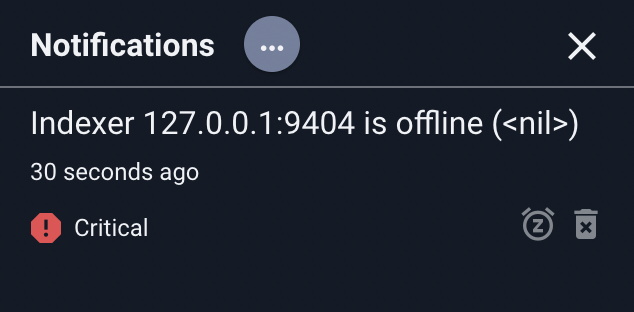 Notifications
Indexer 127.0.0.1:9404 is offline (<nil>)
30 seconds ago
Critical